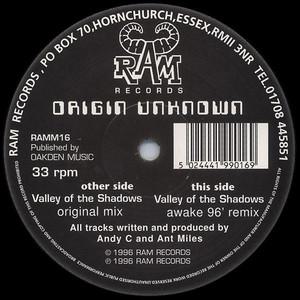 RAM RECORDS, PO BOX 70, HORNCHURCH, ESSEX, RM11 3NR TEL. 01708 445851
RAM
RECORDS
ORIGIN UNKNOWN
RAMM16
Published by
OAKDEN MUSIC
33 rpm
5 024441 990169
other side
Valley of the Shadows
original mix
this side
Valley of the Shadows
awake 96' remix
All tracks written and produced by
Andy C and Ant Miles
© 1996 RAM RECORDS
℗ 1996 RAM RECORDS